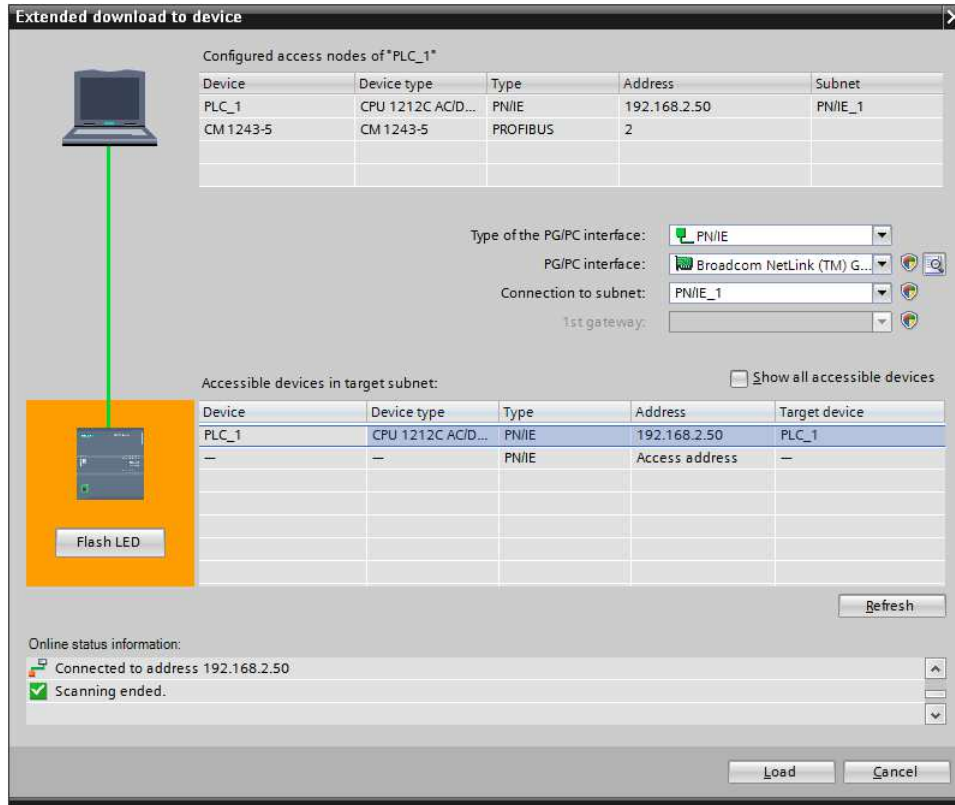 Extended download to device
Configured access nodes of "PLC_1"
Device Device type Type Address Subnet
PLC_1 CPU 1212C AC/D... PN/IE 192.168.2.50 PN/IE_1
CM 1243-5 CM 1243-5 PROFIBUS 2
Type of the PG/PC interface: PN/IE
PG/PC interface: Broadcom NetLink (TM) G...
Connection to subnet: PN/IE_1
1st gateway:
Accessible devices in target subnet: Show all accessible devices
Device Device type Type Address Target device
PLC_1 CPU 1212C AC/D... PN/IE 192.168.2.50 PLC_1
— — PN/IE Access address —
Flash LED
Refresh
Online status information:
Connected to address 192.168.2.50
Scanning ended.
Load Cancel